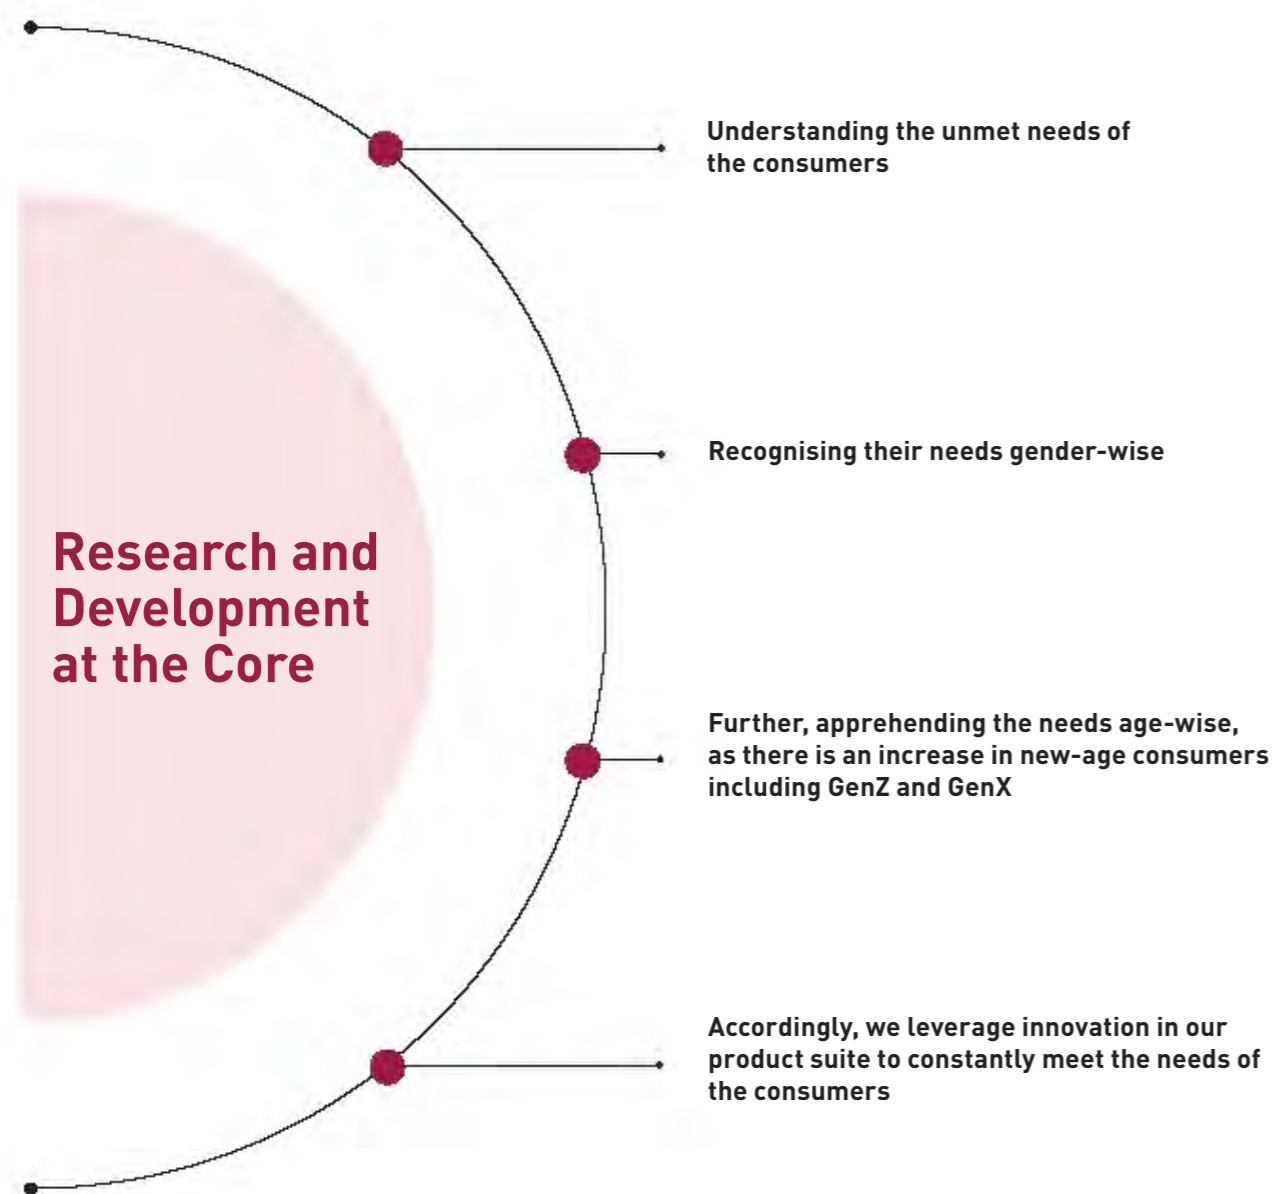 Research and
Development
at the Core
Understanding the unmet needs of
the consumers
Recognising their needs gender-wise
Further, apprehending the needs age-wise,
as there is an increase in new-age consumers
including GenZ and GenX
Accordingly, we leverage innovation in our
product suite to constantly meet the needs of
the consumers